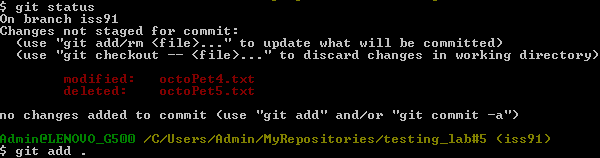 $ git status
On branch iss91
Changes not staged for commit:
(use "git add/rm <file>..." to update what will be committed)
(use "git checkout -- <file>..." to discard changes in working directory)
modified: octoPet4.txt
deleted: octoPet5.txt
no changes added to commit (use "git add" and/or "git commit -a")
Admin@LENOVO_G500 /C/Users/Admin/MyRepositories/testing_lab#5 (iss91)
$ git add .